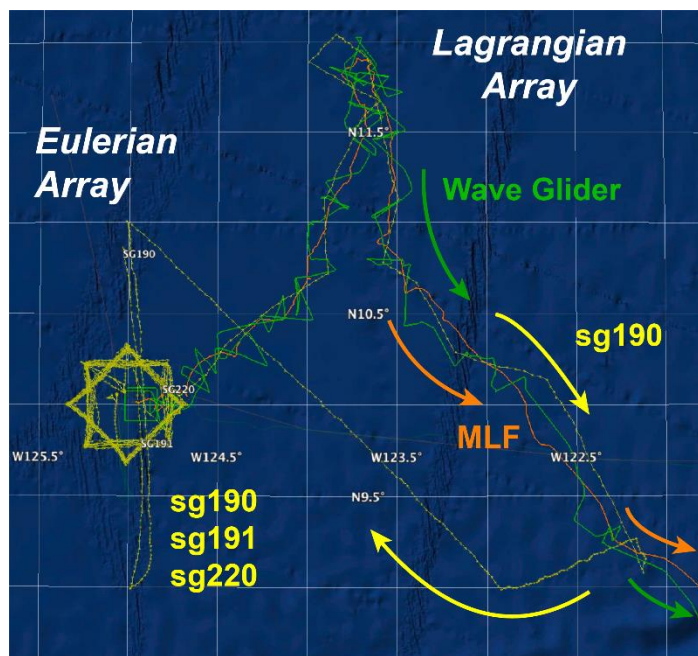 Lagrangian
Array
N11.5°
Eulerian
Array
Wave Glider
SG190
N10.5°
sg190
SG220
MLF
SG191
W125.5°
W124.5°
W123.5°
W122.5°
N9.5°
sg190
sg191
sg220